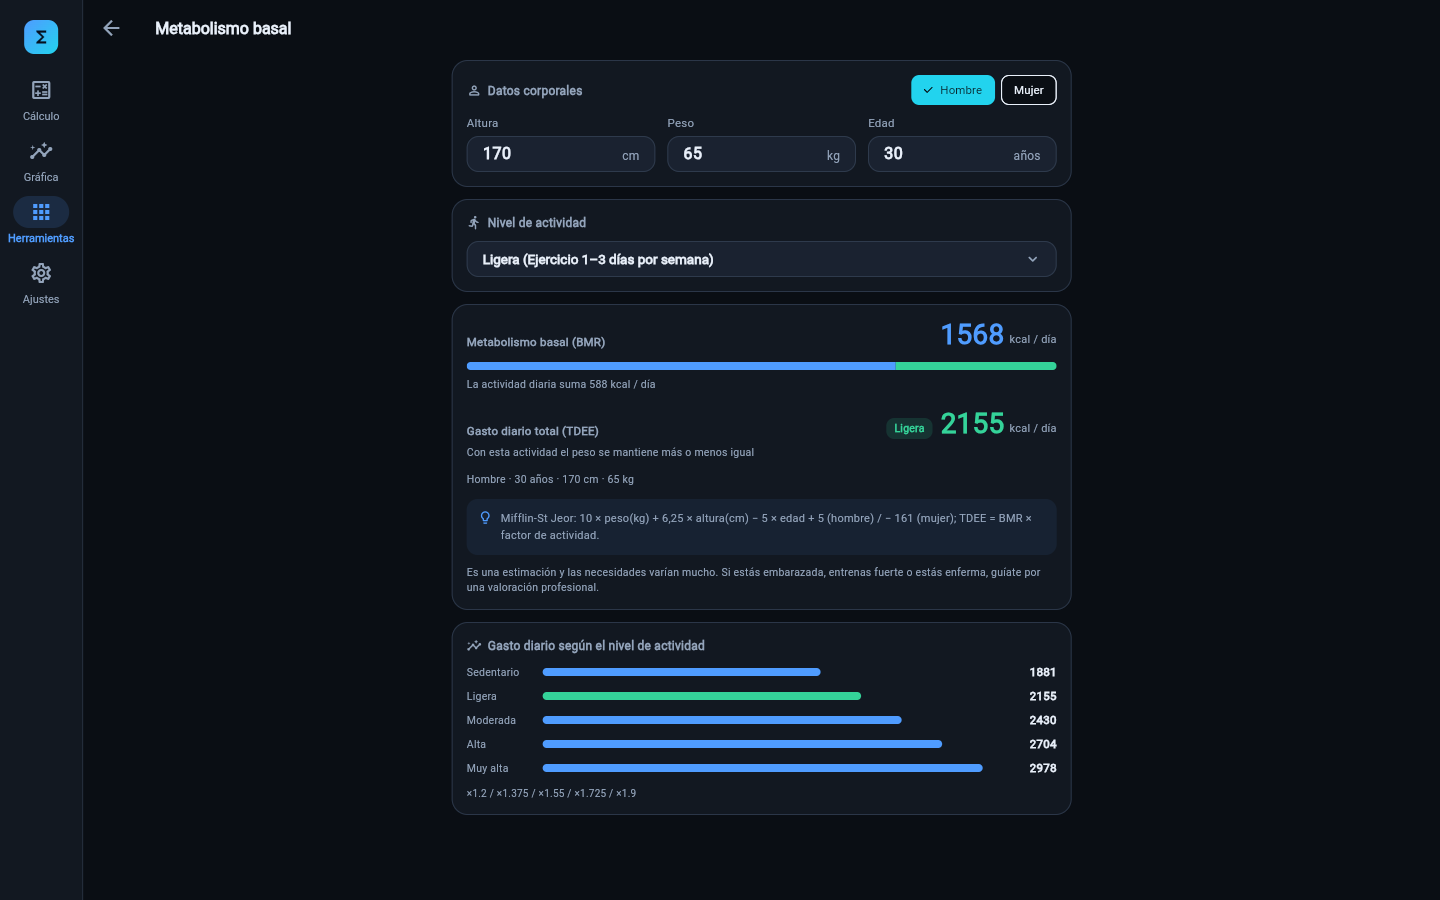 Σ
Cálculo
Gráfica
Herramientas
Ajustes
Metabolismo basal
Datos corporales
Hombre
Mujer
Altura
Peso
Edad
170 cm
65 kg
30 años
Nivel de actividad
Ligera (Ejercicio 1–3 días por semana)
Metabolismo basal (BMR)
1568 kcal / día
La actividad diaria suma 588 kcal / día
Gasto diario total (TDEE)
Ligera
2155 kcal / día
Con esta actividad el peso se mantiene más o menos igual
Hombre · 30 años · 170 cm · 65 kg
Mifflin-St Jeor: 10 × peso(kg) + 6,25 × altura(cm) − 5 × edad + 5 (hombre) / − 161 (mujer); TDEE = BMR ×
factor de actividad.
Es una estimación y las necesidades varían mucho. Si estás embarazada, entrenas fuerte o estás enferma, guíate por
una valoración profesional.
Gasto diario según el nivel de actividad
Sedentario 1881
Ligera 2155
Moderada 2430
Alta 2704
Muy alta 2978
×1.2 / ×1.375 / ×1.55 / ×1.725 / ×1.9